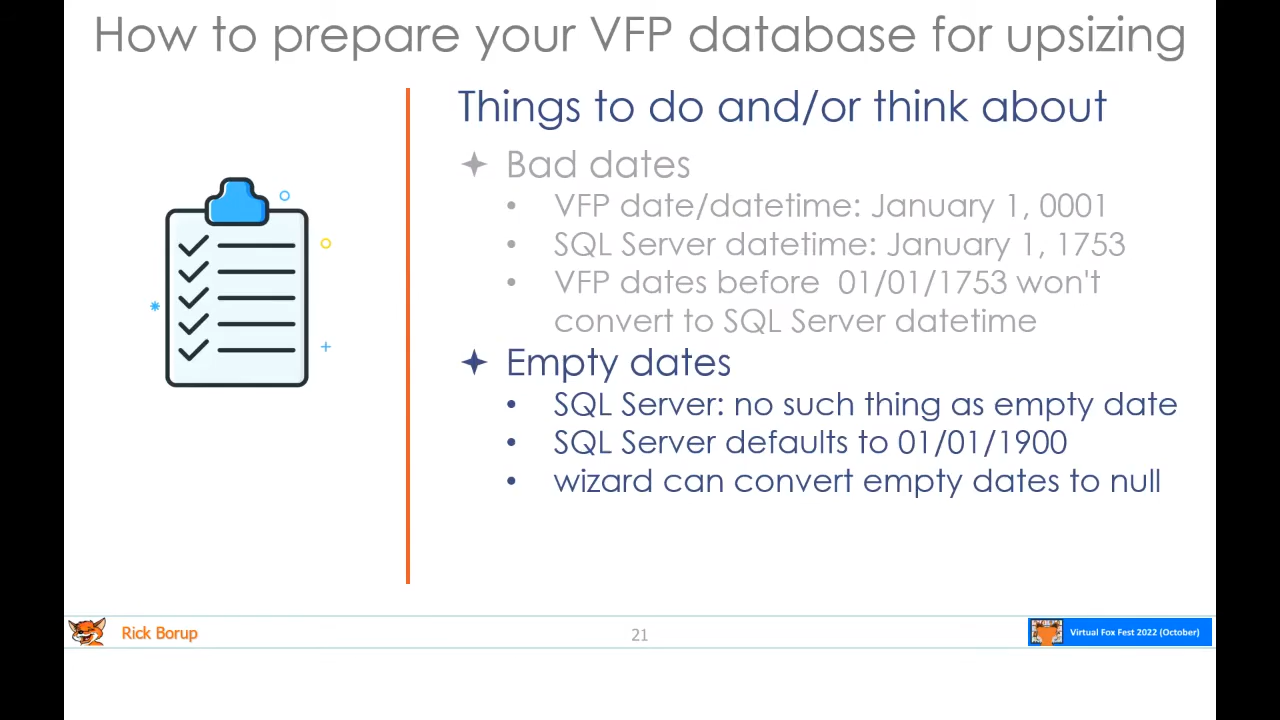 How to prepare your VFP database for upsizing
Things to do and/or think about
Bad dates
• VFP date/datetime: January 1, 0001
• SQL Server datetime: January 1, 1753
• VFP dates before  01/01/1753 won't
convert to SQL Server datetime
Empty dates
• SQL Server: no such thing as empty date
• SQL Server defaults to 01/01/1900
• wizard can convert empty dates to null
Rick Borup
21
Virtual Fox Fest 2022 (October)